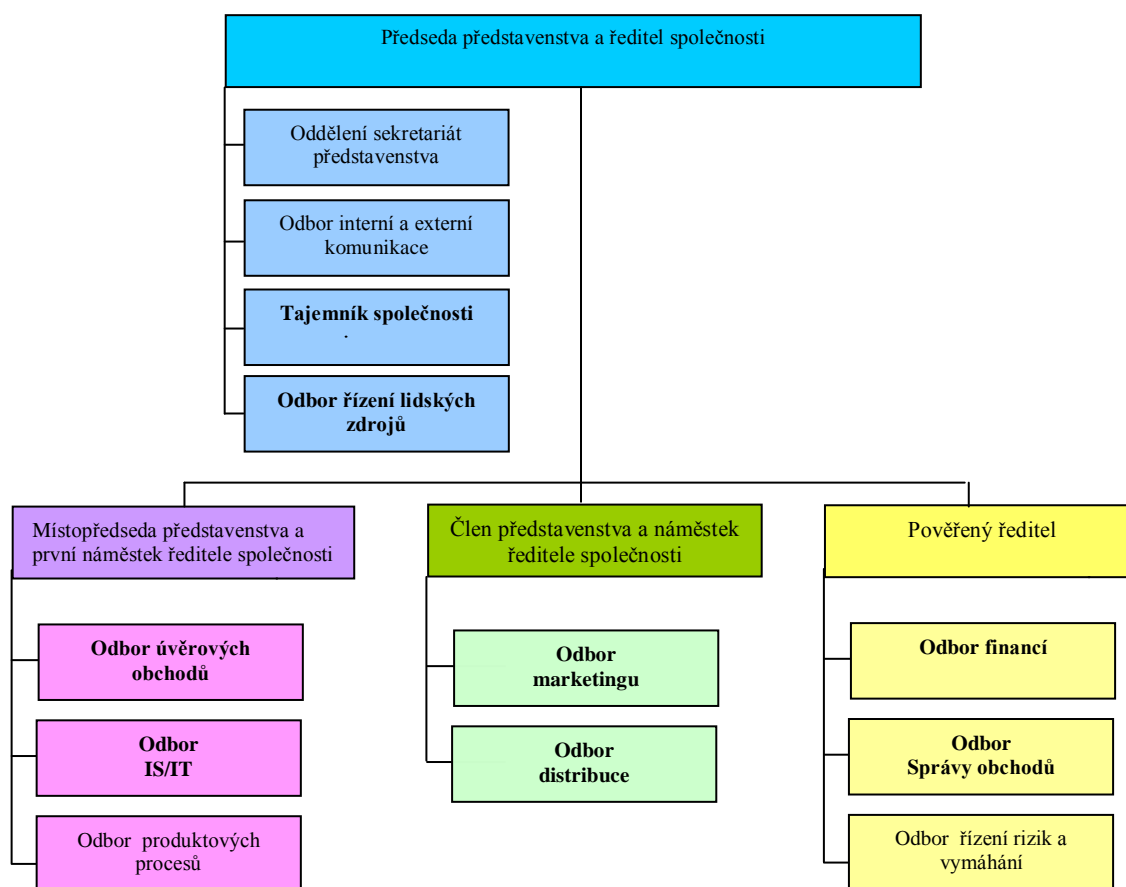 Předseda představenstva a ředitel společnosti
Oddělení sekretariát
představenstva
Odbor interní a externí
komunikace
Tajemník společnosti
.
Odbor řízení lidských
zdrojů
Místopředseda představenstva a
první náměstek ředitele společnosti
Odbor úvěrových
obchodů
Odbor
IS/IT
Odbor produktových
procesů
Člen představenstva a náměstek
ředitele společnosti
Odbor
marketingu
Odbor
distribuce
Pověřený ředitel
Odbor financí
Odbor
Správy obchodů
Odbor řízení rizik a
vymáhání